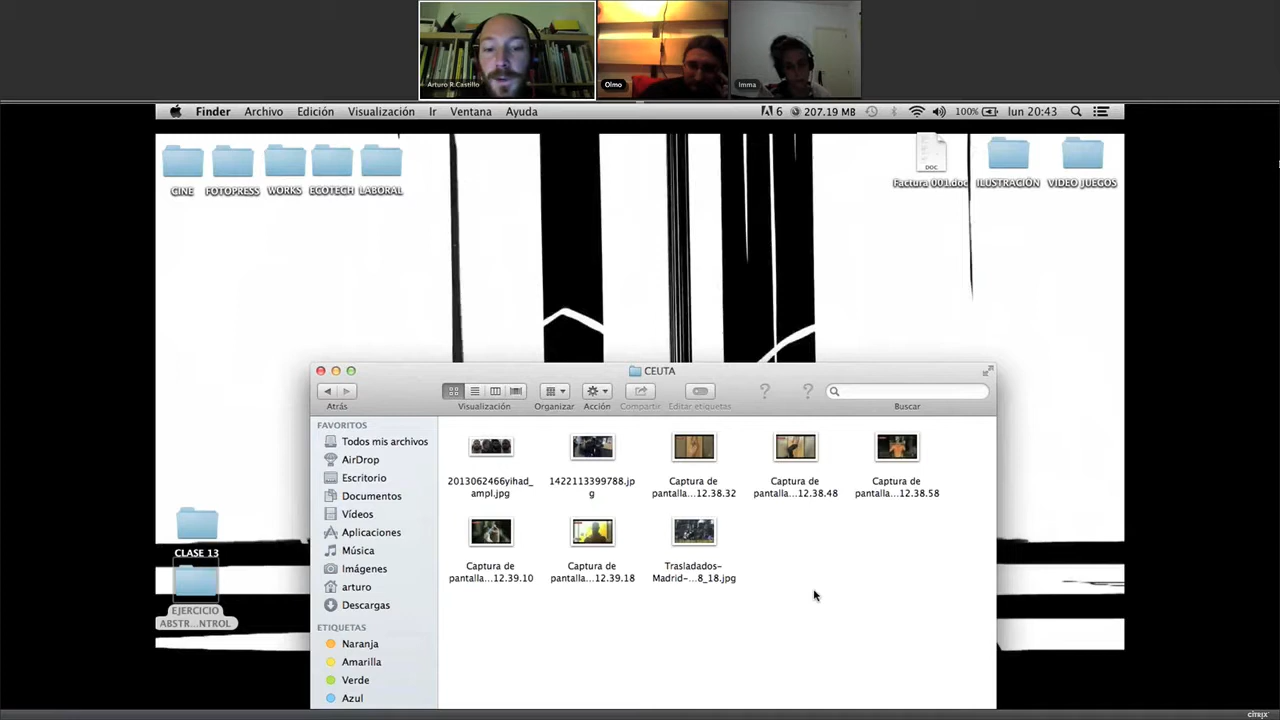 Arturo R.Castillo
Olmo
Imma
Finder Archivo Edición Visualización Ir Ventana Ayuda
6 207.19 MB 100% lun 20:43
CINE FOTOPRESS WORKS ECOTECH LABORAL
DOC
Factura 001.doc ILUSTRACIÓN VIDEO JUEGOS
CEUTA
Atrás Visualización Organizar Acción Compartir Editar etiquetas Buscar
FAVORITOS
Todos mis archivos
AirDrop
Escritorio
Documentos
Vídeos
Aplicaciones
Música
Imágenes
arturo
Descargas
ETIQUETAS
Naranja
Amarilla
Verde
Azul
2013062466yihad_
ampl.jpg
1422113399788.jp
g
Captura de
pantalla...12.38.32
Captura de
pantalla...12.38.48
Captura de
pantalla...12.38.58
Captura de
pantalla...12.39.10
Captura de
pantalla...12.39.18
Trasladados-
Madrid-...8_18.jpg
CLASE 13
EJERCICIO
ABSTR...NTROL
CITRIX